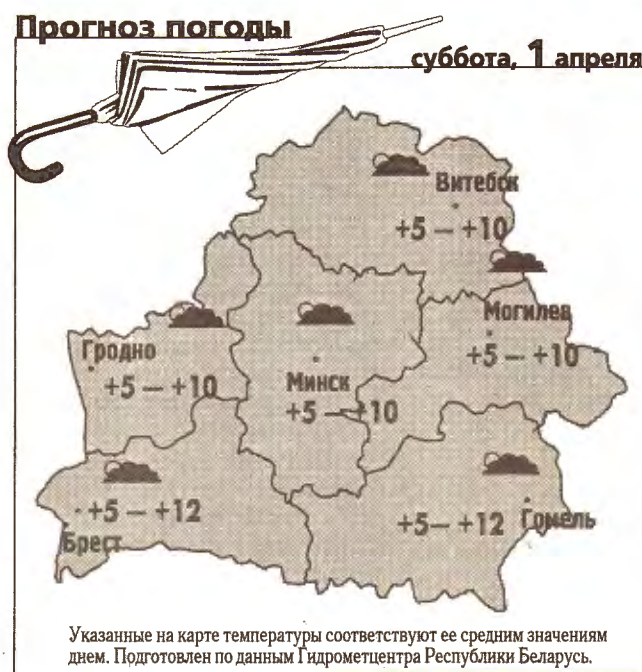 Прогноз погоды
суббота, 1 апреля
Витебск
+5 — +10
Могилев
+5 — +10
Гродно
+5 — +10
Минск
+5 — +10
+5 — +12
Брест
+5 — +12 Гомель
Указанные на карте температуры соответствуют ее средним значениям
днем. Подготовлен по данным Гидрометцентра Республики Беларусь.